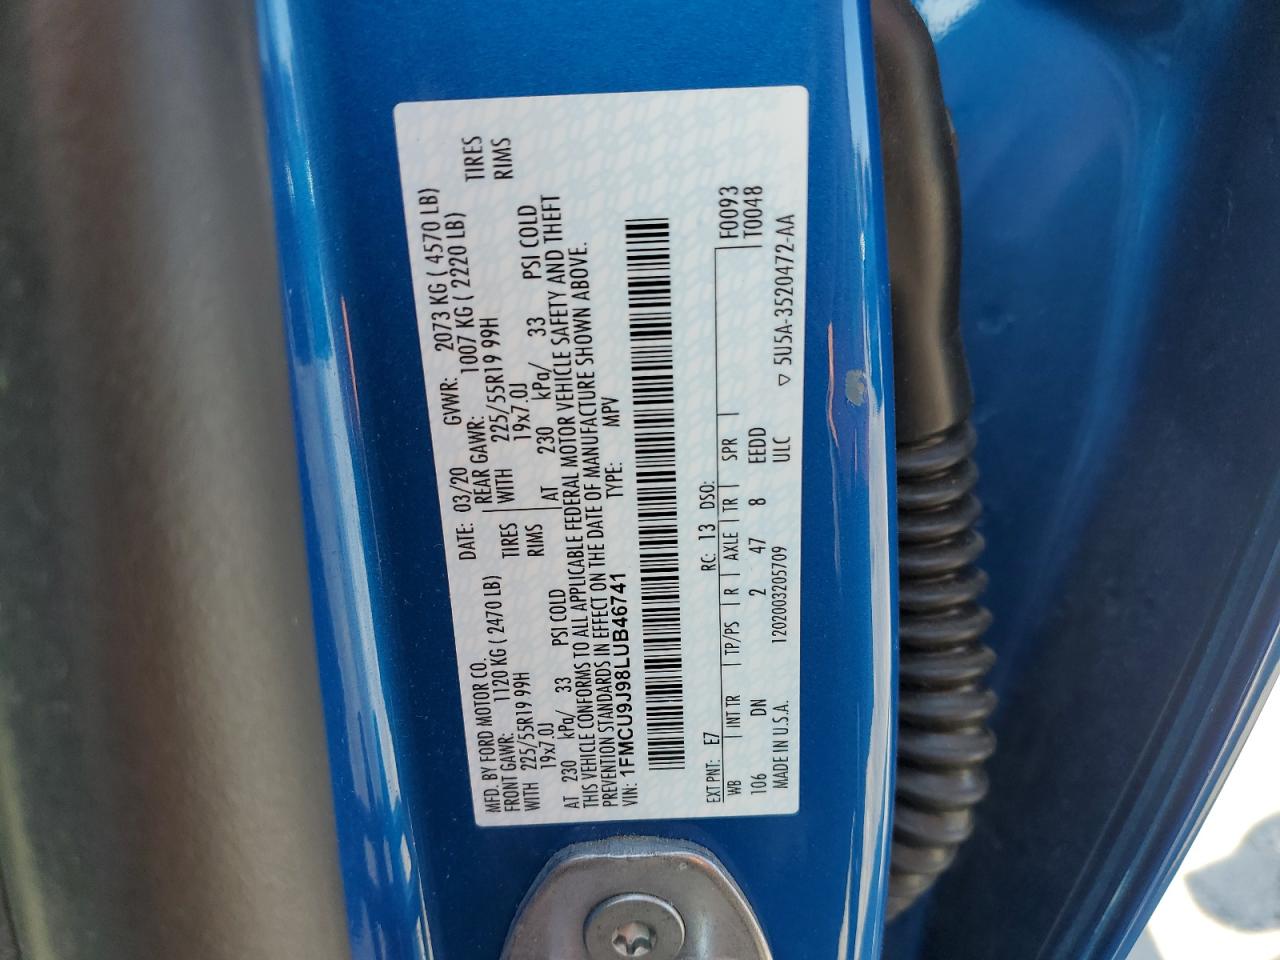 MFD. BY FORD MOTOR CO.
DATE: 03/20 GVWR: 2073 KG ( 4570 LB)
FRONT GAWR: 1120 KG ( 2470 LB) REAR GAWR: 1007 KG ( 2220 LB)
WITH 225/55R19 99H TIRES WITH 225/55R19 99H TIRES
19x7.0J RIMS 19x7.0J RIMS
AT 230 kPa/ 33 PSI COLD AT 230 kPa/ 33 PSI COLD
THIS VEHICLE CONFORMS TO ALL APPLICABLE FEDERAL MOTOR VEHICLE SAFETY AND THEFT
PREVENTION STANDARDS IN EFFECT ON THE DATE OF MANUFACTURE SHOWN ABOVE.
VIN: 1FMCU9J98LUB46741 TYPE: MPV
EXT PNT: E7 RC: 13 DSO: F0093
WB INT TR TP/PS R AXLE TR SPR T0048
106 DN 2 47 8 EEDD
MADE IN U.S.A. 1202003205709 ULC ▽ 5U5A-3520472-AA